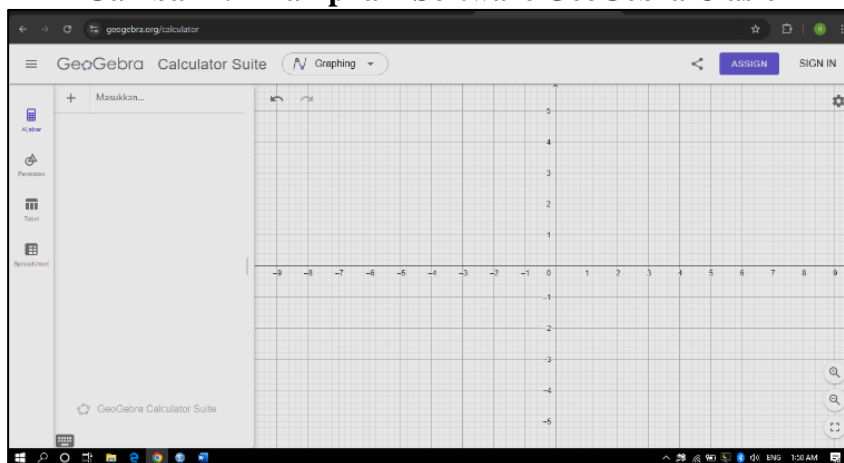 geogebra.org/calculator
GeoGebra Calculator Suite
Graphing
ASSIGN
SIGN IN
Masukkan...
Aljabar
Peralatan
Tabel
Spreadsheet
5
4
3
2
1
-9 -8 -7 -6 -5 -4 -3 -2 -1 0 1 2 3 4 5 6 7 8 9
-1
-2
-3
-4
-5
GeoGebra Calculator Suite
ENG 1:50 AM